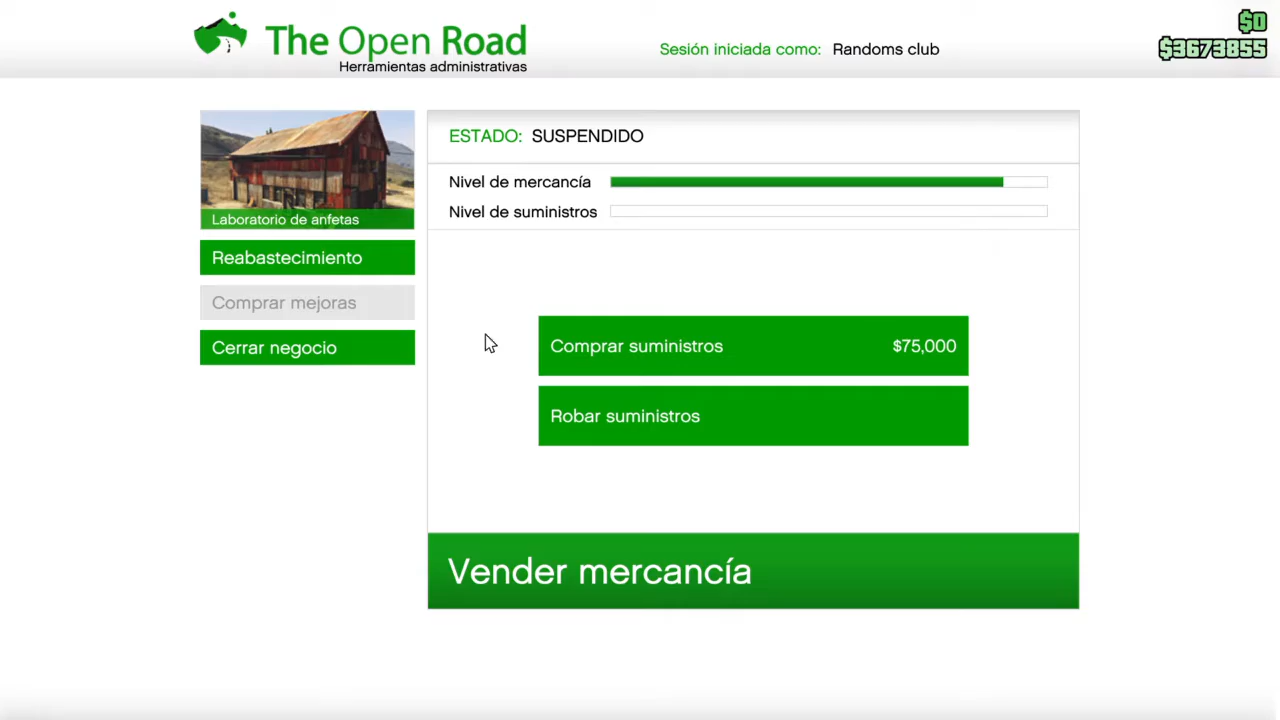 The Open Road
Herramientas administrativas
Sesión iniciada como: Randoms club
$0
$3673855
Laboratorio de anfetas
Reabastecimiento
Comprar mejoras
Cerrar negocio
ESTADO: SUSPENDIDO
Nivel de mercancía
Nivel de suministros
Comprar suministros $75,000
Robar suministros
Vender mercancía